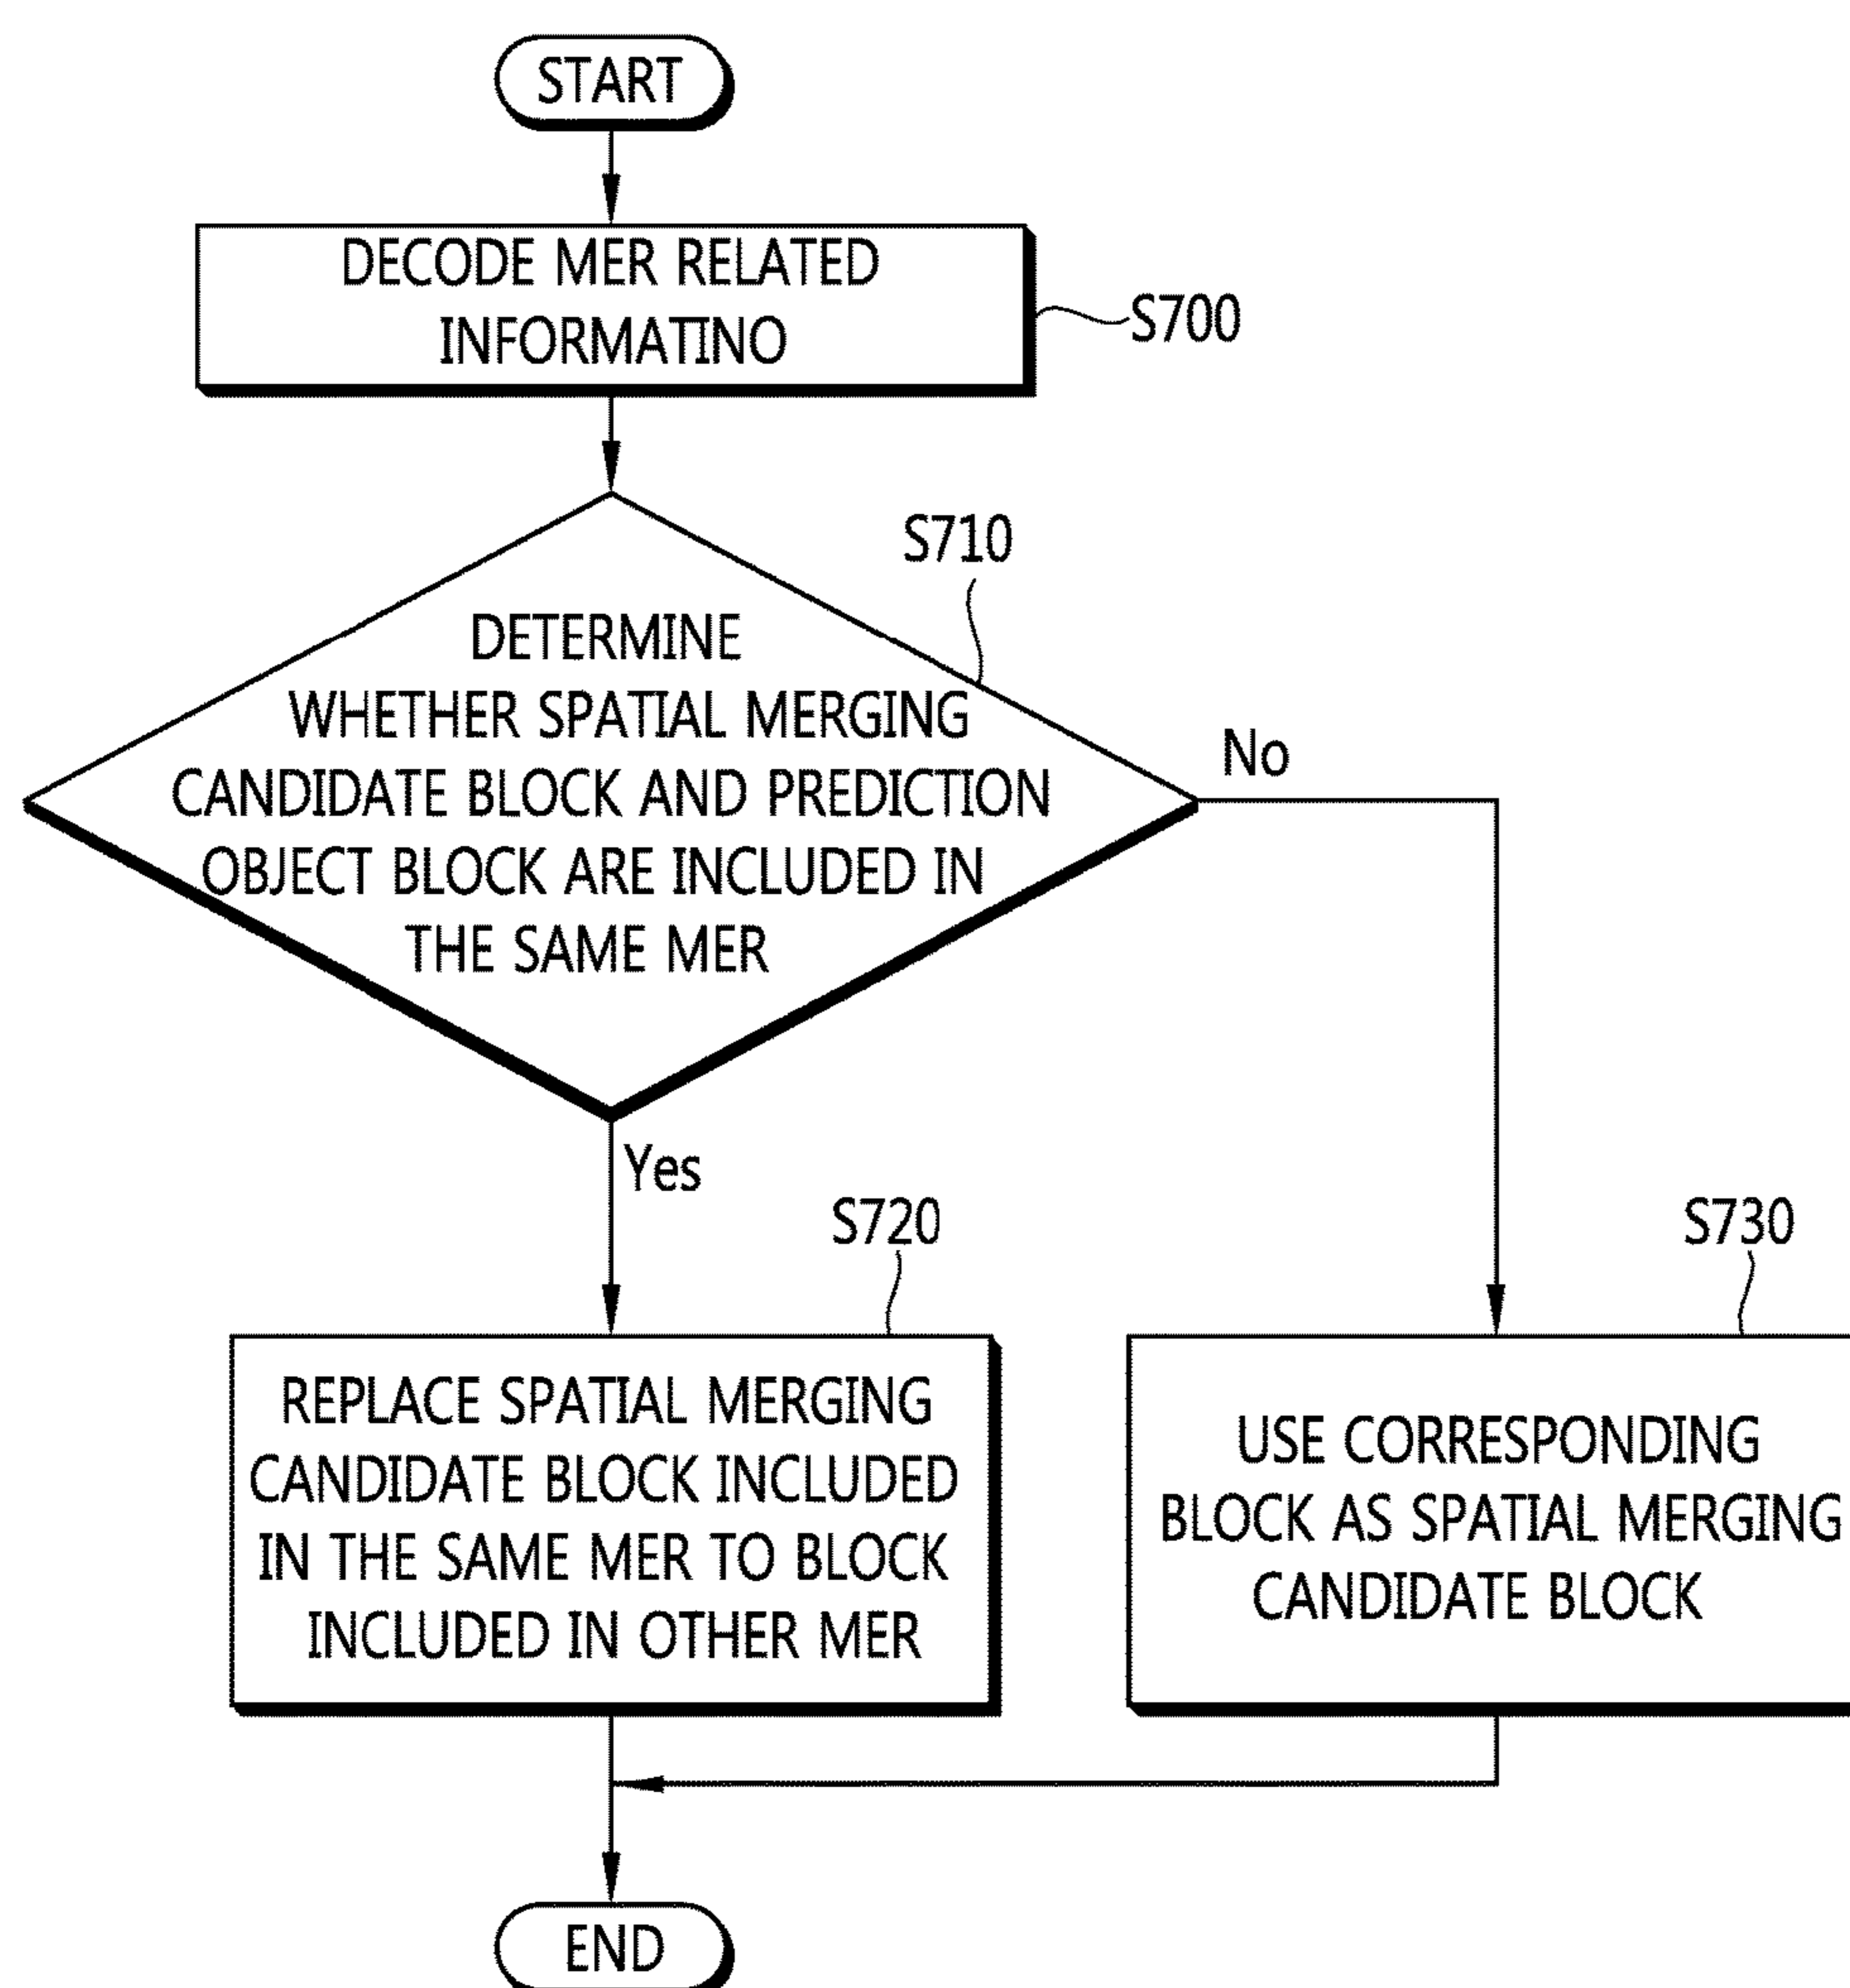 START
DECODE MER RELATED
INFORMATINO
S700
S710
DETERMINE
WHETHER SPATIAL MERGING
CANDIDATE BLOCK AND PREDICTION
OBJECT BLOCK ARE INCLUDED IN
THE SAME MER
No
Yes
S720
REPLACE SPATIAL MERGING
CANDIDATE BLOCK INCLUDED
IN THE SAME MER TO BLOCK
INCLUDED IN OTHER MER
S730
USE CORRESPONDING
BLOCK AS SPATIAL MERGING
CANDIDATE BLOCK
END